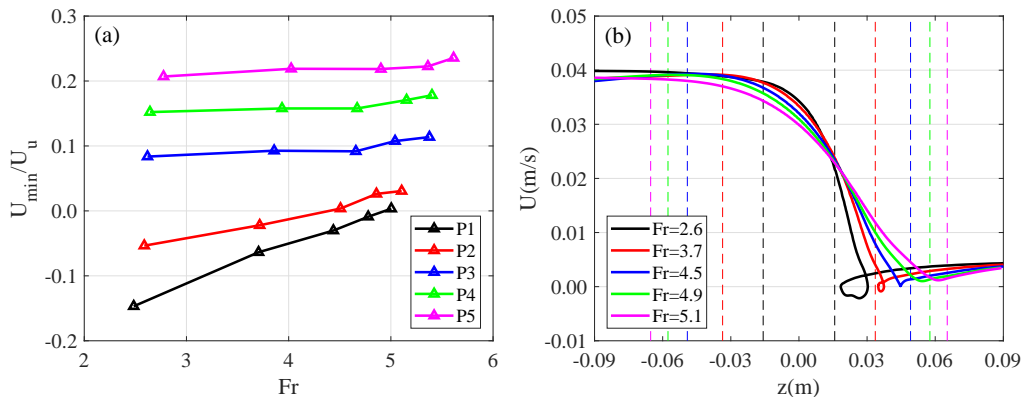 (a)
U_min/U_u
0.3
0.2
0.1
0.0
-0.1
-0.2
2
3
4
5
6
Fr
P1
P2
P3
P4
P5
(b)
U(m/s)
0.05
0.04
0.03
0.02
0.01
0.00
-0.01
-0.09
-0.06
-0.03
0.00
0.03
0.06
0.09
z(m)
Fr=2.6
Fr=3.7
Fr=4.5
Fr=4.9
Fr=5.1